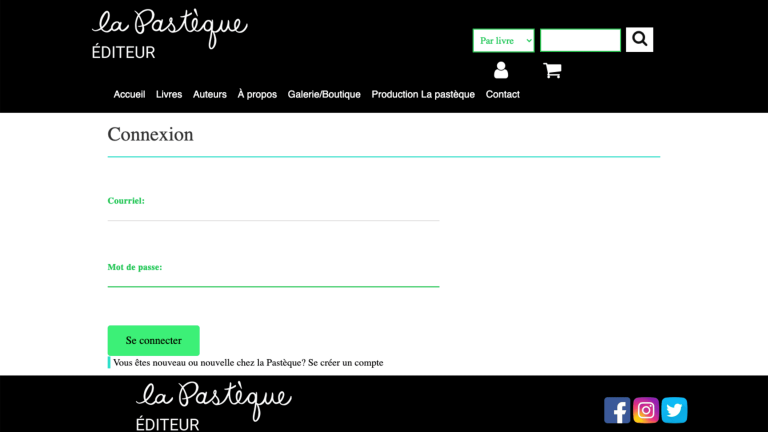 la Pastèque
ÉDITEUR
Par livre
Accueil Livres Auteurs À propos Galerie/Boutique Production La pastèque Contact
Connexion
Courriel:
Mot de passe:
Se connecter
Vous êtes nouveau ou nouvelle chez la Pastèque? Se créer un compte
la Pastèque
ÉDITEUR